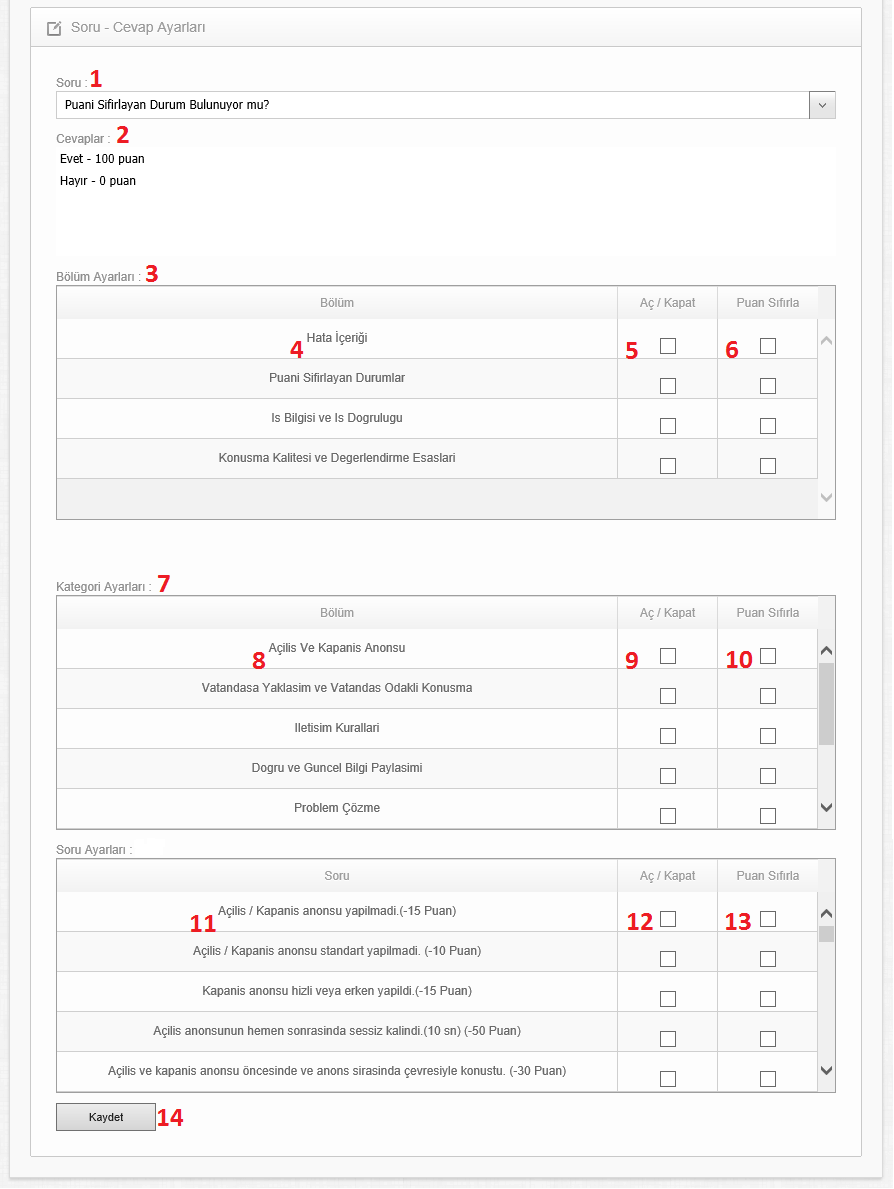 Soru - Cevap Ayarları
Soru : 1
Puani Sifirlayan Durum Bulunuyor mu?
Cevaplar : 2
Evet - 100 puan
Hayır - 0 puan
Bölüm Ayarları : 3
Bölüm Aç / Kapat Puan Sıfırla
4 Hata İçeriği 5 6
Puani Sifirlayan Durumlar
Is Bilgisi ve Is Dogrulugu
Konusma Kalitesi ve Degerlendirme Esaslari
Kategori Ayarları : 7
Bölüm Aç / Kapat Puan Sıfırla
8 Açilis Ve Kapanis Anonsu 9 10
Vatandasa Yaklasim ve Vatandas Odakli Konusma
Iletisim Kurallari
Dogru ve Guncel Bilgi Paylasimi
Problem Çözme
Soru Ayarları :
Soru Aç / Kapat Puan Sıfırla
11 Açilis / Kapanis anonsu yapilmadi.(-15 Puan) 12 13
Açilis / Kapanis anonsu standart yapilmadi. (-10 Puan)
Kapanis anonsu hizli veya erken yapildi.(-15 Puan)
Açilis anonsunun hemen sonrasinda sessiz kalindi.(10 sn) (-50 Puan)
Açilis ve kapanis anonsu öncesinde ve anons sirasinda çevresiyle konustu. (-30 Puan)
Kaydet 14